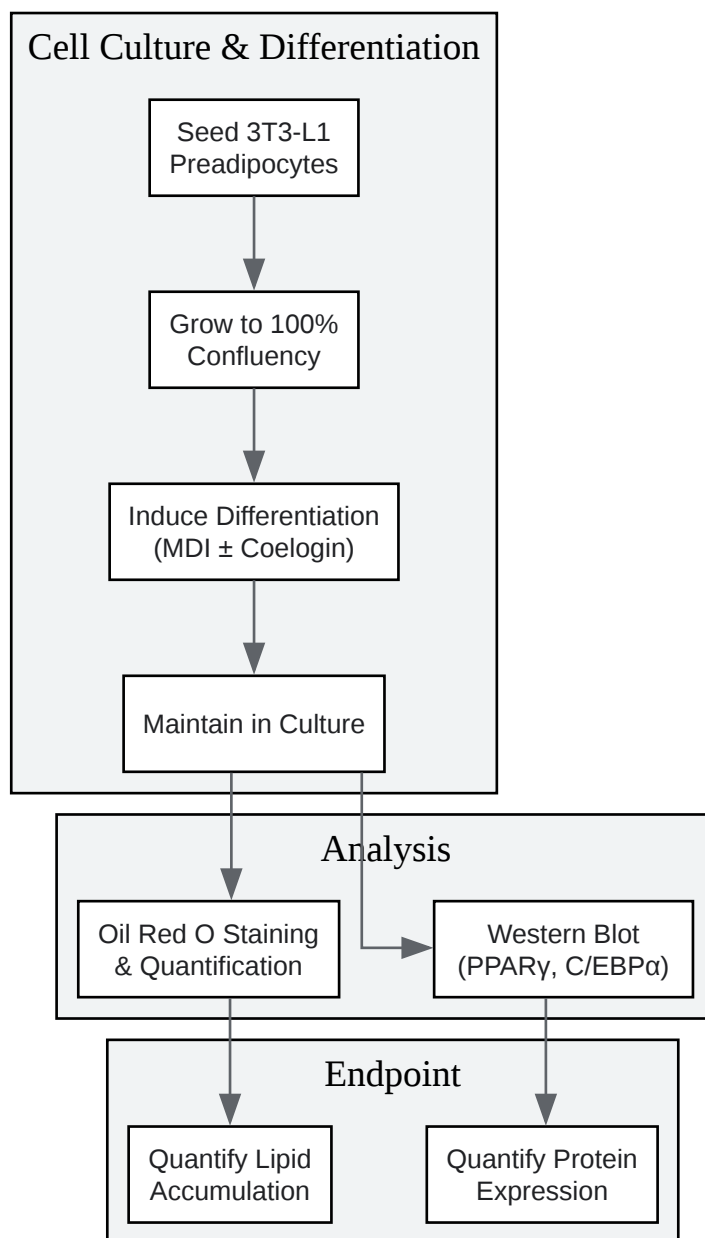 Cell Culture & Differentiation
Seed 3T3-L1
Preadipocytes
Grow to 100%
Confluency
Induce Differentiation
(MDI ± Coelogin)
Maintain in Culture
Analysis
Oil Red O Staining
& Quantification
Western Blot
(PPARγ, C/EBPα)
Endpoint
Quantify Lipid
Accumulation
Quantify Protein
Expression